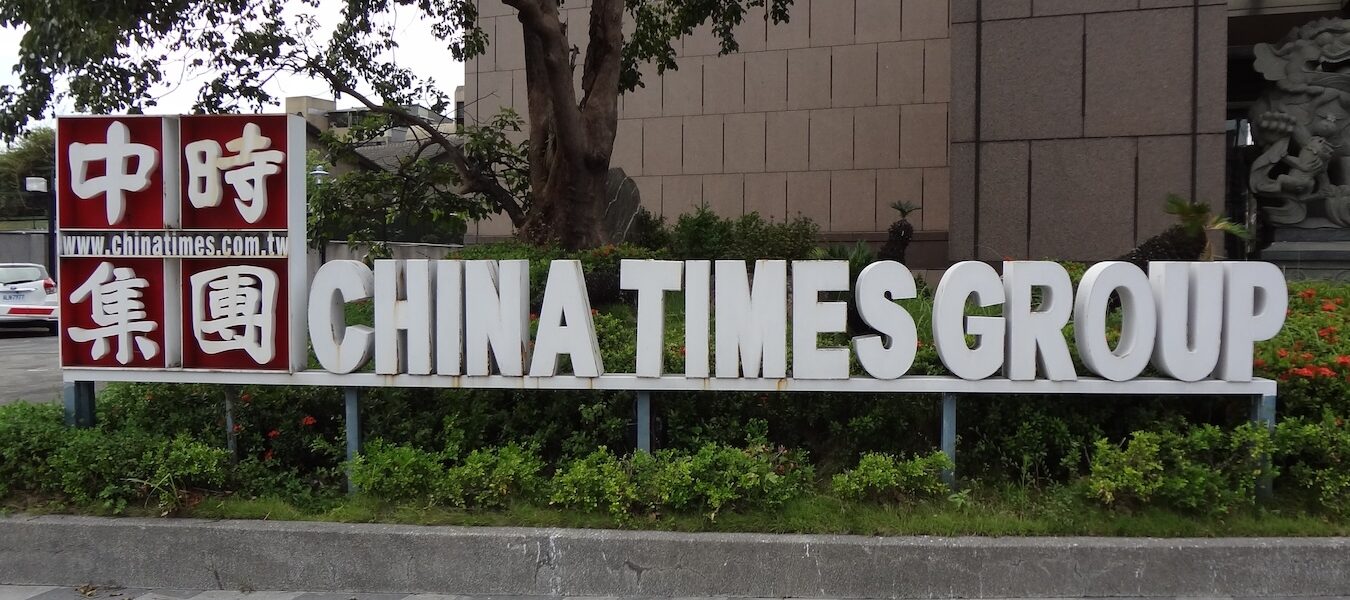 中時
www.chinatimes.com.tw
集團
CHINA TIMES GROUP